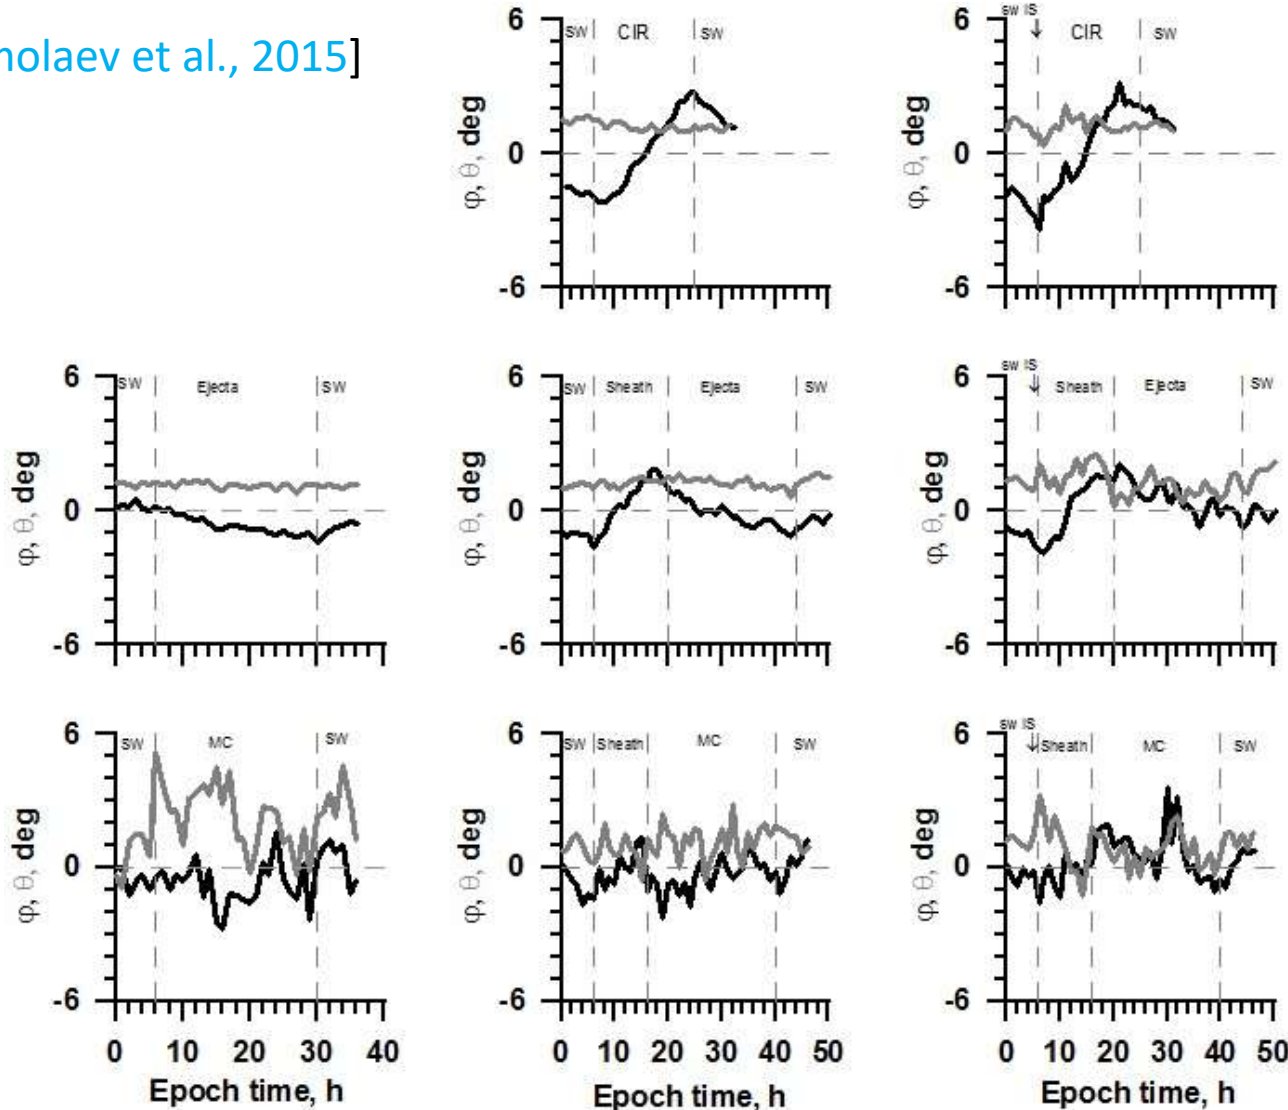 nolaev et al., 2015]
6
0
-6
φ, θ, deg
SW
CIR
SW
6
0
-6
φ, θ, deg
sw IS
↓
CIR
SW
6
0
-6
φ, θ, deg
SW
Ejecta
SW
6
0
-6
φ, θ, deg
SW
Sheath
Ejecta
SW
6
0
-6
φ, θ, deg
sw IS
↓
Sheath
Ejecta
SW
6
0
-6
φ, θ, deg
SW
MC
SW
0 10 20 30 40
Epoch time, h
6
0
-6
φ, θ, deg
SW
Sheath
MC
SW
0 10 20 30 40 50
Epoch time, h
6
0
-6
φ, θ, deg
sw IS
↓
Sheath
MC
SW
0 10 20 30 40 50
Epoch time, h